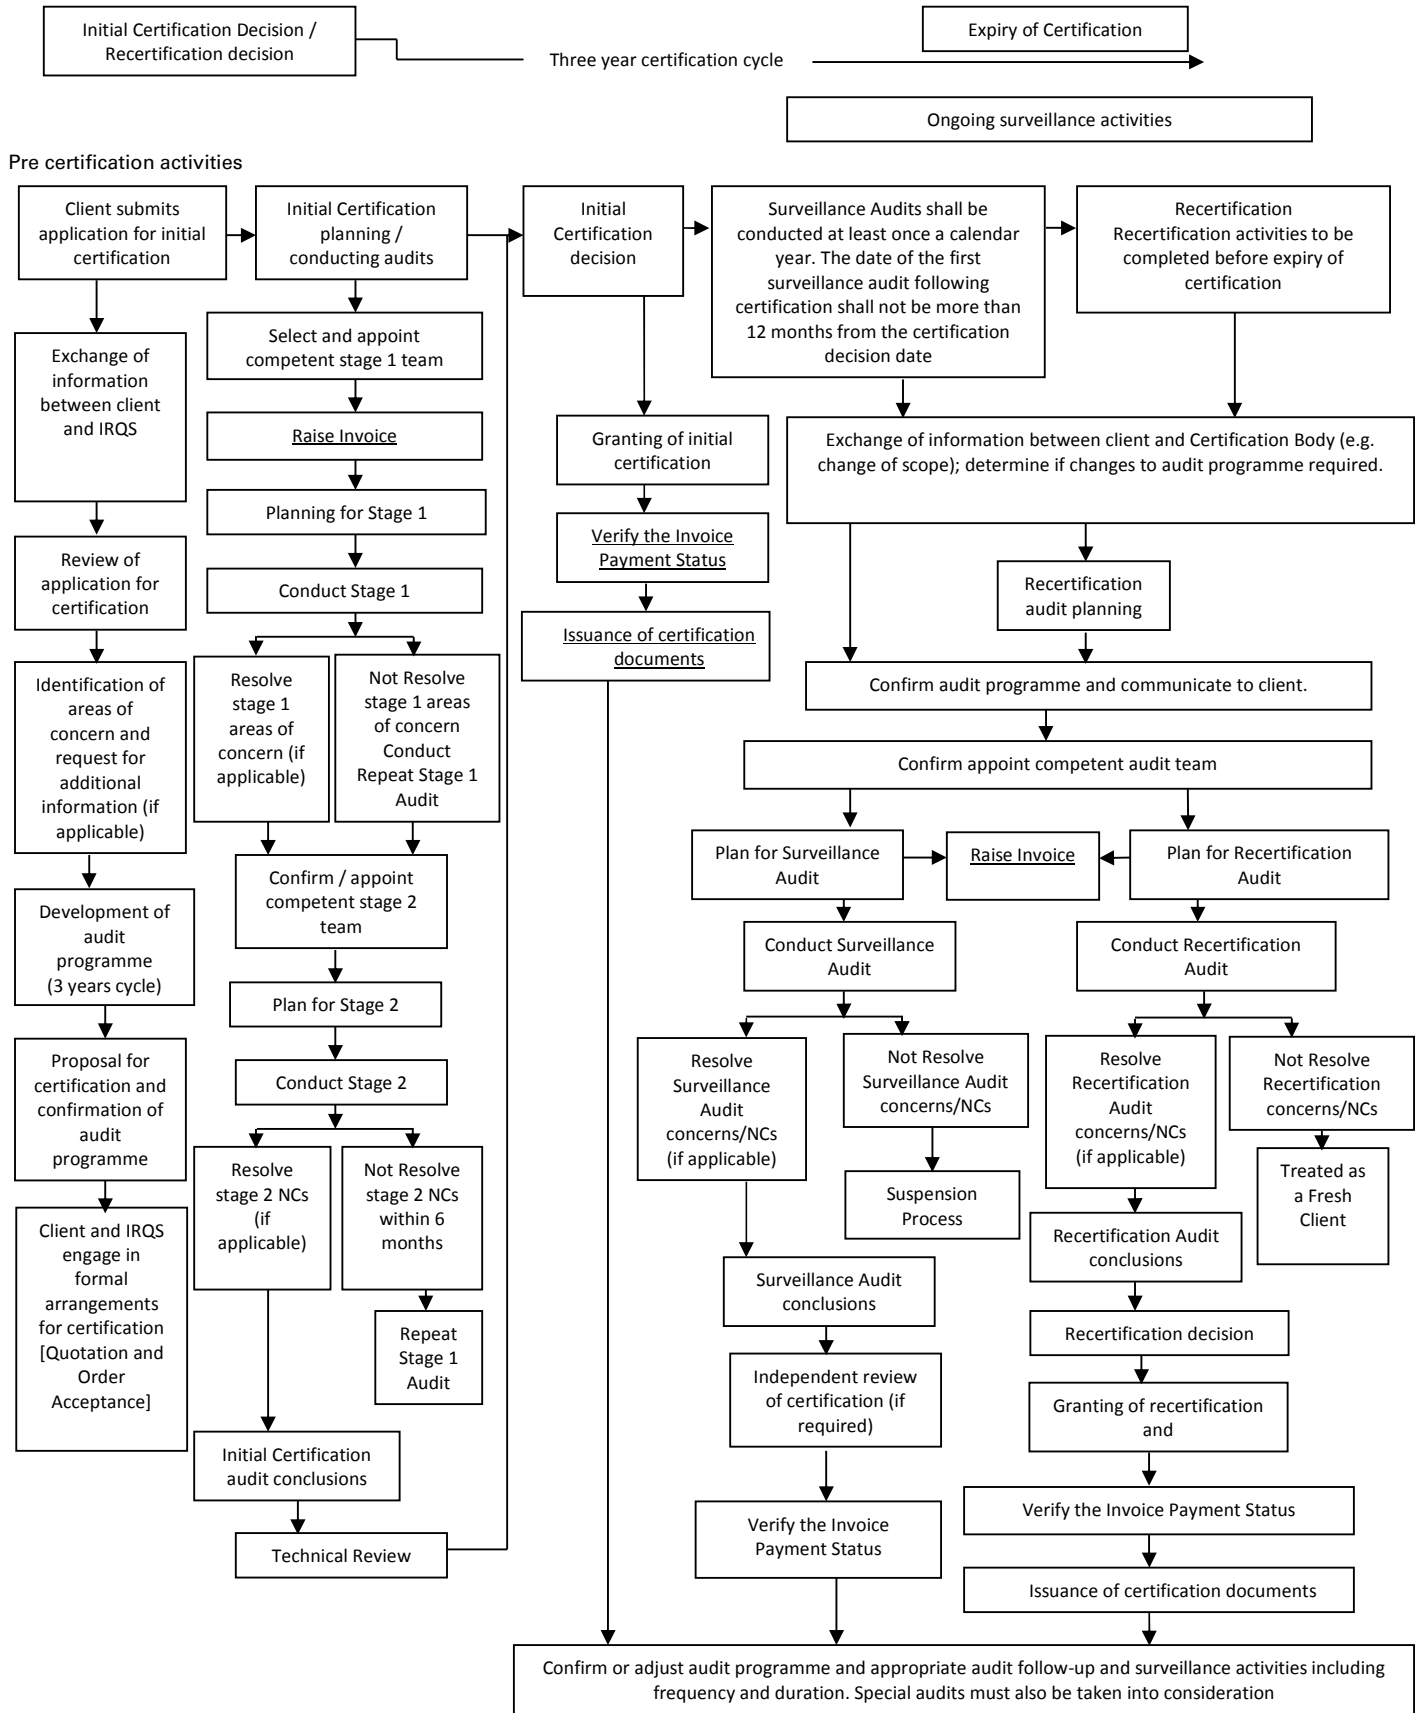 Initial Certification Decision /
Recertification decision
Three year certification cycle
Expiry of Certification
Ongoing surveillance activities
Pre certification activities
Client submits
application for initial
certification
Exchange of
information
between client
and IRQS
Review of
application for
certification
Identification of
areas of
concern and
request for
additional
information (if
applicable)
Development of
audit
programme
(3 years cycle)
Proposal for
certification and
confirmation of
audit
programme
Client and IRQS
engage in
formal
arrangements
for certification
[Quotation and
Order
Acceptance]
Initial Certification
planning /
conducting audits
Select and appoint
competent stage 1 team
Raise Invoice
Planning for Stage 1
Conduct Stage 1
Resolve
stage 1
areas of
concern (if
applicable)
Not Resolve
stage 1 areas
of concern
Conduct
Repeat Stage 1
Audit
Confirm / appoint
competent stage 2
team
Plan for Stage 2
Conduct Stage 2
Resolve
stage 2 NCs
(if
applicable)
Not Resolve
stage 2 NCs
within 6
months
Repeat
Stage 1
Audit
Initial Certification
audit conclusions
Technical Review
Initial
Certification
decision
Granting of initial
certification
Verify the Invoice
Payment Status
Issuance of certification
documents
Surveillance Audits shall be
conducted at least once a calendar
year. The date of the first
surveillance audit following
certification shall not be more than
12 months from the certification
decision date
Recertification
Recertification activities to be
completed before expiry of
certification
Exchange of information between client and Certification Body (e.g.
change of scope); determine if changes to audit programme required.
Recertification
audit planning
Confirm audit programme and communicate to client.
Confirm appoint competent audit team
Plan for Surveillance
Audit
Raise Invoice
Plan for Recertification
Audit
Conduct Surveillance
Audit
Conduct Recertification
Audit
Resolve
Surveillance
Audit
concerns/NCs
(if applicable)
Not Resolve
Surveillance Audit
concerns/NCs
Suspension
Process
Surveillance Audit
conclusions
Independent review
of certification (if
required)
Verify the Invoice
Payment Status
Resolve
Recertification
Audit
concerns/NCs
(if applicable)
Not Resolve
Recertification
concerns/NCs
Treated as
a Fresh
Client
Recertification Audit
conclusions
Recertification decision
Granting of recertification
and
Verify the Invoice Payment Status
Issuance of certification documents
Confirm or adjust audit programme and appropriate audit follow-up and surveillance activities including
frequency and duration. Special audits must also be taken into consideration